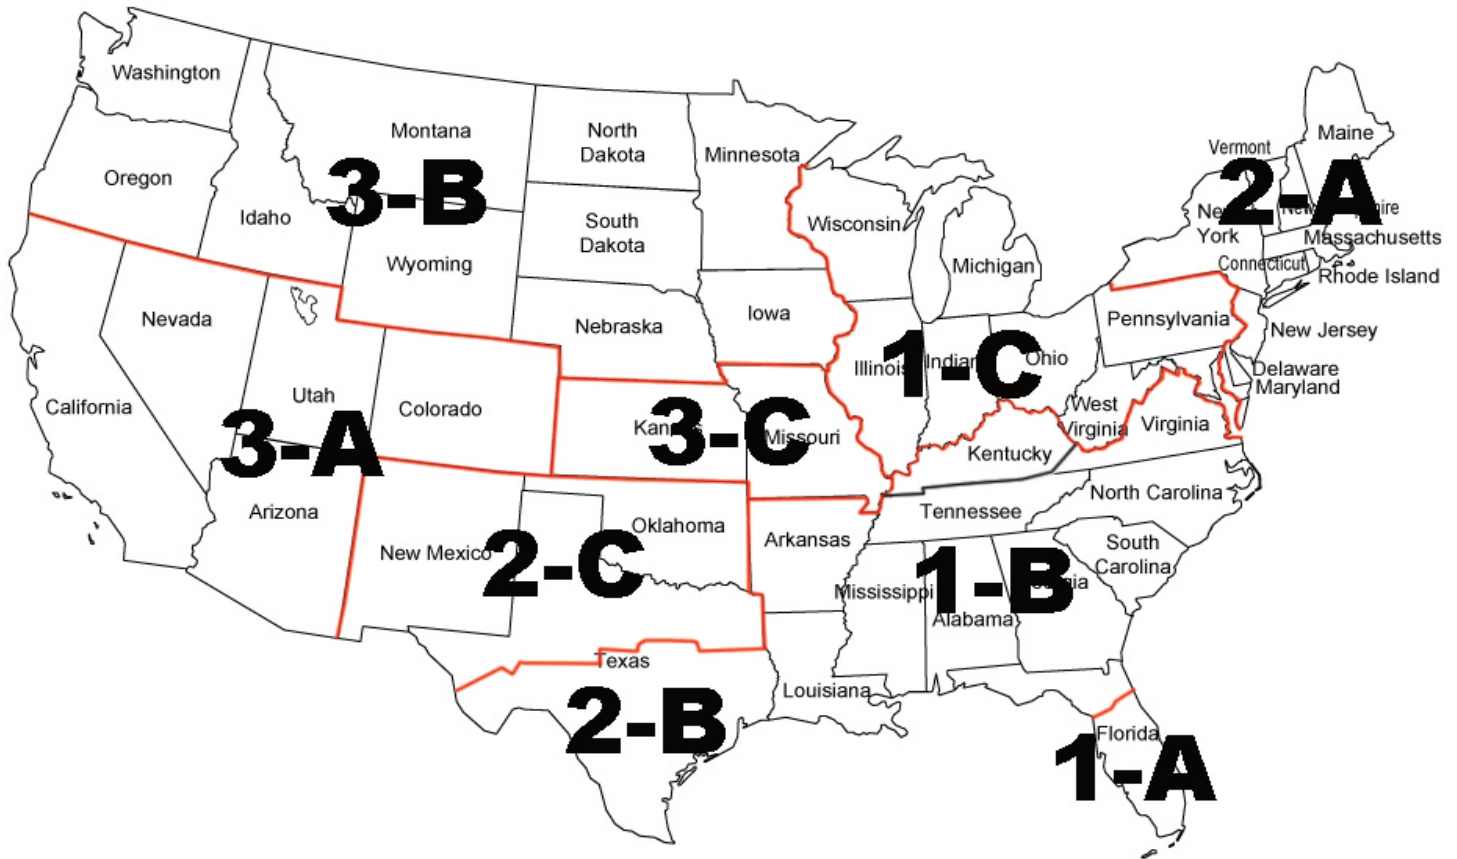 Washington
Montana
North
Dakota
Minnesota
Maine
Vermont
Oregon
3-B
2-A
Idaho
South
Dakota
Wisconsin
New
York
Massachusetts
Wyoming
Michigan
Connecticut
Rhode Island
Nevada
Nebraska
Iowa
Pennsylvania
New Jersey
Illinois
1-C
Ohio
Delaware
Maryland
California
Utah
Colorado
3-A
3-C
Missouri
West
Virginia
Virginia
Kentucky
Arizona
Oklahoma
Arkansas
Tennessee
North Carolina
New Mexico
2-C
South
Carolina
Mississippi
1-B
Alabama
Texas
2-B
Louisiana
Florida
1-A